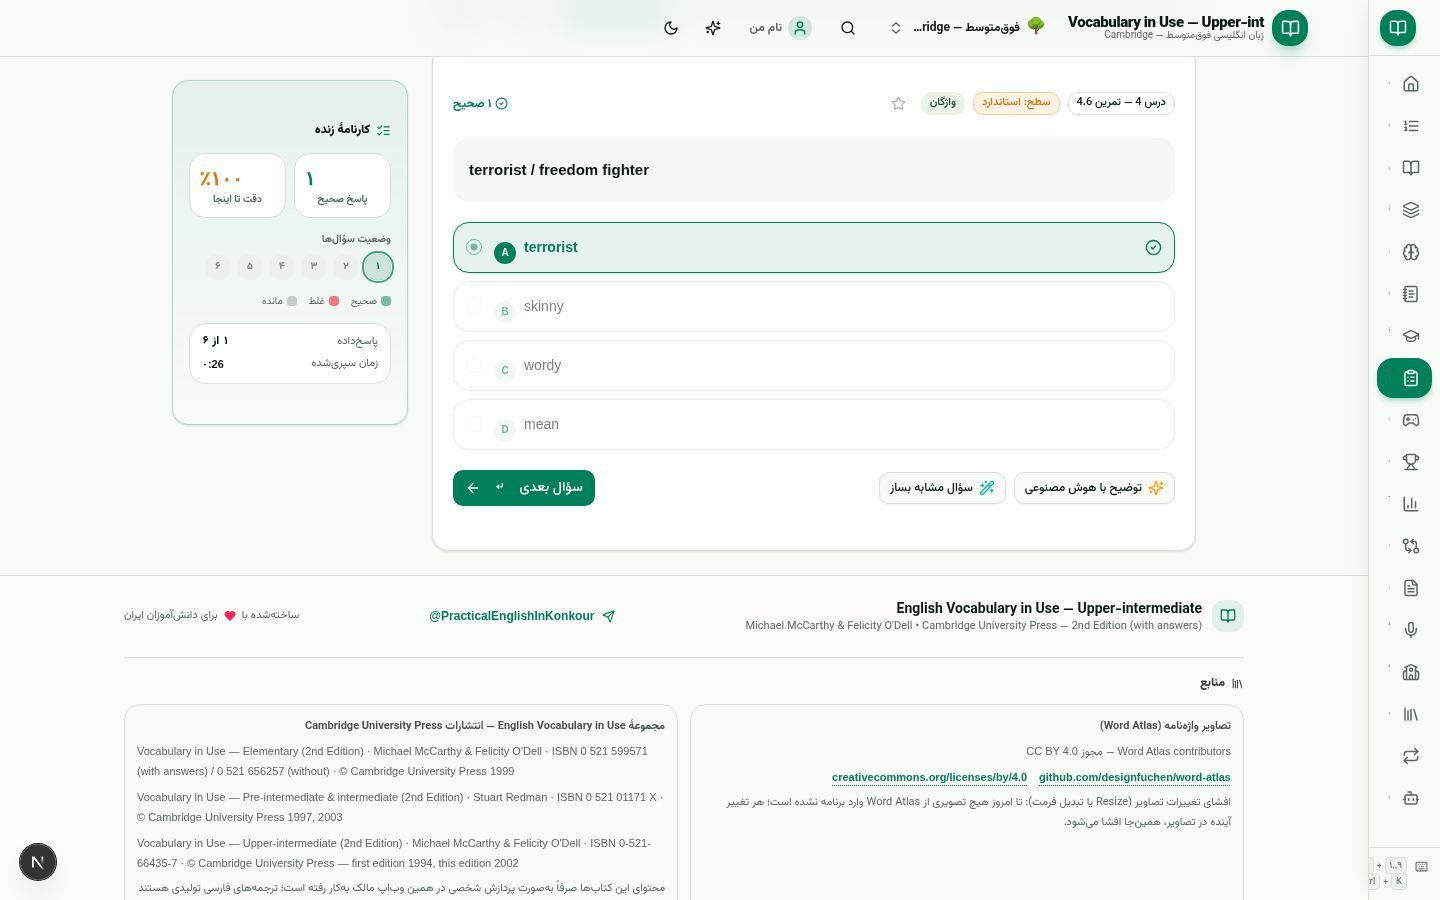 Vocabulary in Use — Upper-int
زبان انگلیسی فوق‌متوسط — Cambridge
فوق‌متوسط — ridge...
نام من
درس 4 — تمرین 4.6
سطح: استاندارد
واژگان
۱ صحیح
terrorist / freedom fighter
A terrorist
B skinny
C wordy
D mean
توضیح با هوش مصنوعی
سؤال مشابه بساز
سؤال بعدی ↵
کارنامهٔ زنده
۱
پاسخ صحیح
٪۱۰۰
دقت تا اینجا
وضعیت سؤال‌ها
۱ ۲ ۳ ۴ ۵ ۶
صحیح غلط مانده
پاسخ‌داده ۱ از ۶
زمان سپری‌شده ۰:26
English Vocabulary in Use — Upper-intermediate
Michael McCarthy & Felicity O'Dell • Cambridge University Press — 2nd Edition (with answers)
@PracticalEnglishInKonkour
ساخته‌شده با برای دانش‌آموزان ایران
منابع
تصاویر واژه‌نامه (Word Atlas)
Word Atlas contributors — مجوز CC BY 4.0
github.com/designfuchen/word-atlas creativecommons.org/licenses/by/4.0
افشای تغییرات تصاویر (Resize یا تبدیل فرمت): تا امروز هیچ تصویری از Word Atlas وارد برنامه نشده است؛ هر تغییر
آینده در تصاویر، همین‌جا افشا می‌شود.
مجموعهٔ English Vocabulary in Use — انتشارات Cambridge University Press
Vocabulary in Use — Elementary (2nd Edition) · Michael McCarthy & Felicity O'Dell · ISBN 0 521 599571
(with answers) / 0 521 656257 (without) · © Cambridge University Press 1999
Vocabulary in Use — Pre-intermediate & intermediate (2nd Edition) · Stuart Redman · ISBN 0 521 01171 X ·
© Cambridge University Press 1997, 2003
Vocabulary in Use — Upper-intermediate (2nd Edition) · Michael McCarthy & Felicity O'Dell · ISBN 0-521-
66435-7 · © Cambridge University Press — first edition 1994, this edition 2002
محتوای این کتاب‌ها صرفاً به‌صورت پردازش شخصی در همین وب‌اپ مالک به‌کار رفته است؛ ترجمه‌های فارسی تولیدی هستند
N
+ ۱..۹
+ K